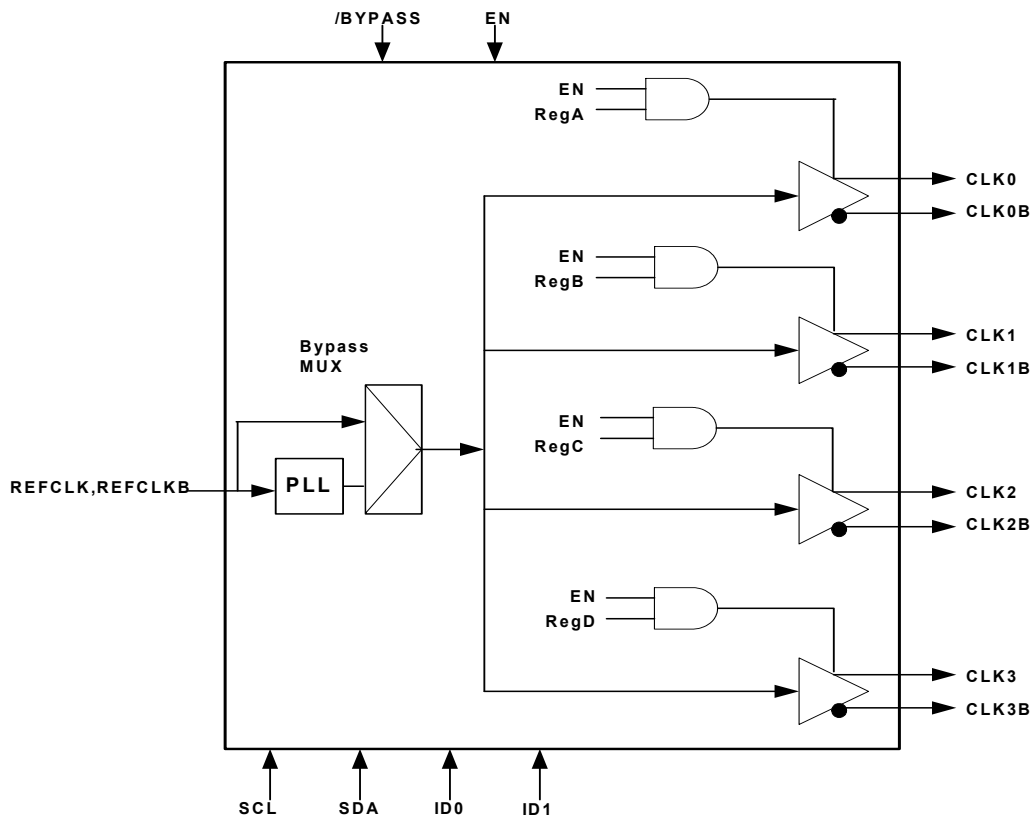 /BYPASS EN
EN
RegA
CLK0
CLK0B
EN
RegB
CLK1
CLK1B
Bypass
MUX
EN
RegC
REFCLK,REFCLKB
PLL
CLK2
CLK2B
EN
RegD
CLK3
CLK3B
SCL SDA ID0 ID1